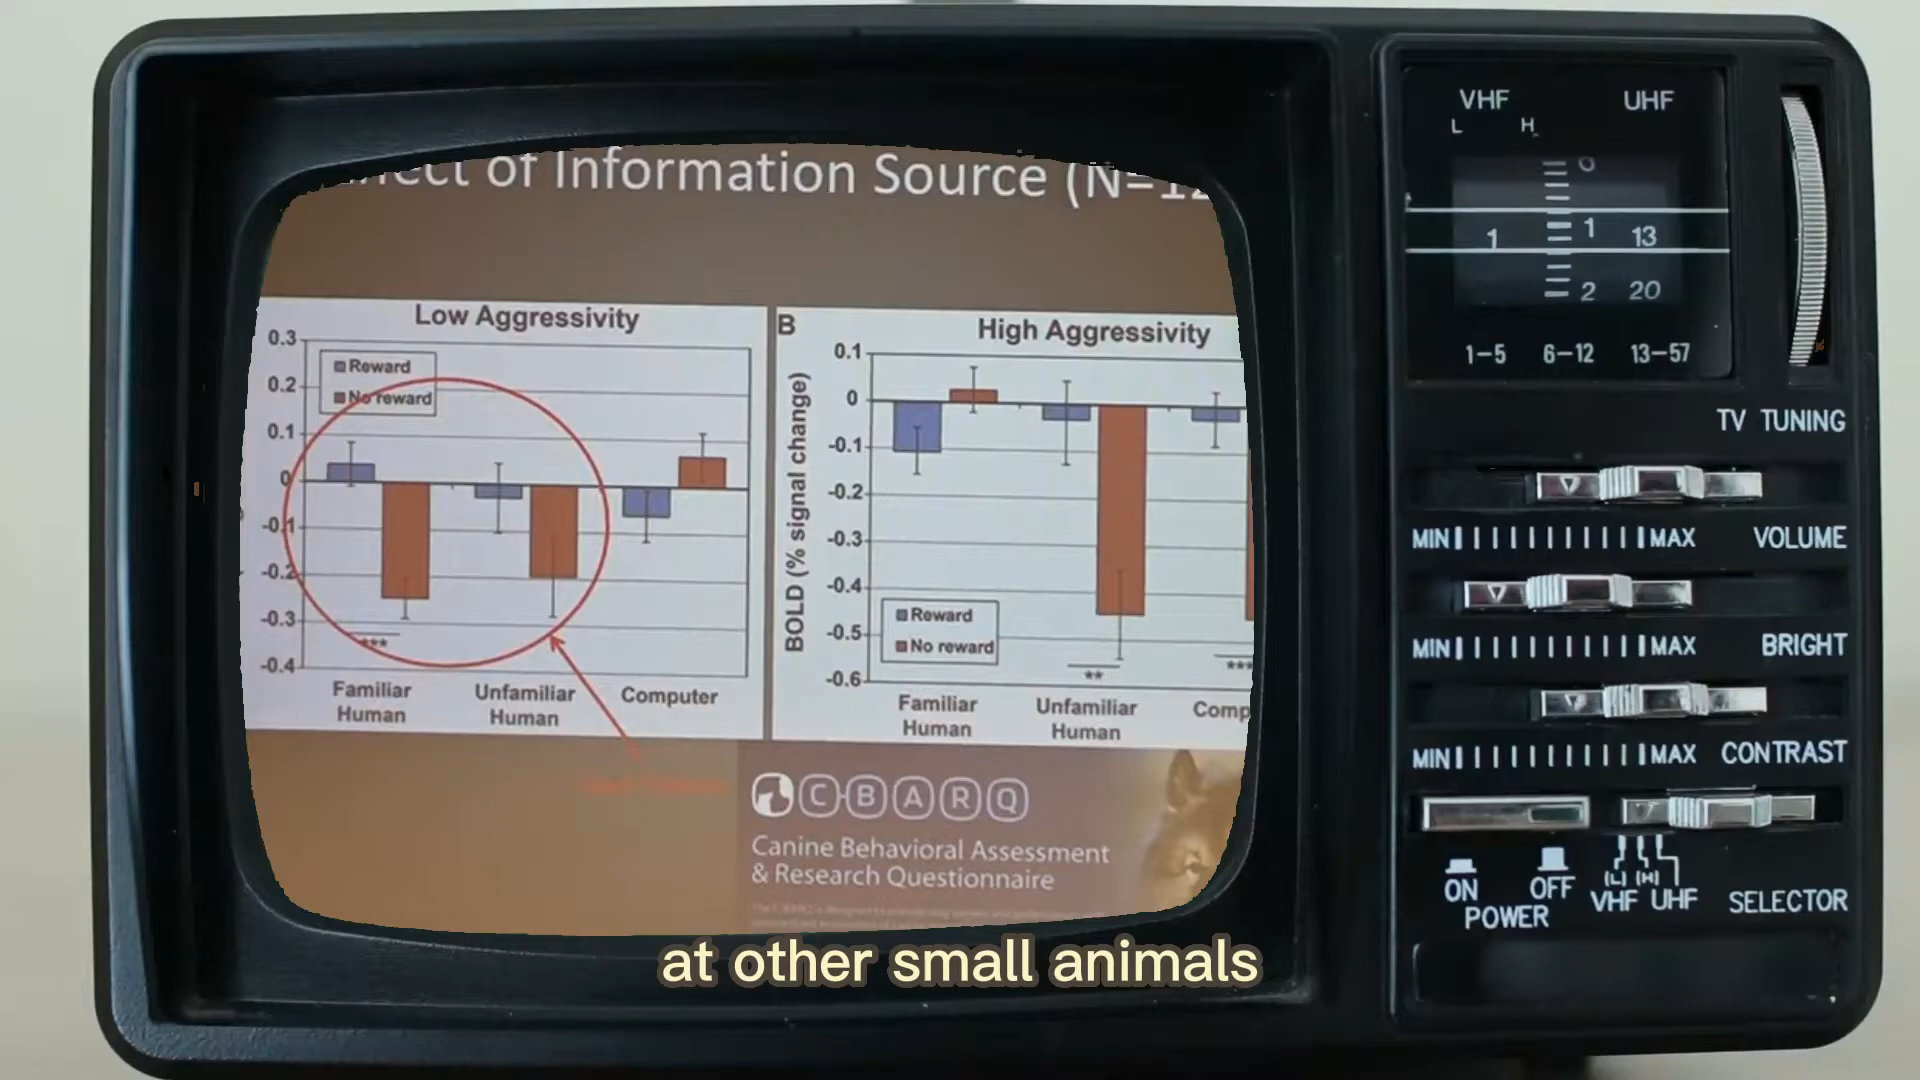 of Information Source (N=12
Low Aggressivity
0.3
0.2
0.1
0
-0.1
-0.2
-0.3
-0.4
Reward
No reward
***
Familiar
Human
Unfamiliar
Human
Computer
B
High Aggressivity
BOLD (% signal change)
0.1
0
-0.1
-0.2
-0.3
-0.4
-0.5
-0.6
Reward
No reward
**
***
Familiar
Human
Unfamiliar
Human
Comp
C-BARQ
Canine Behavioral Assessment
& Research Questionnaire
at other small animals
VHF UHF
L H
0
1 1 13
2 20
1-5 6-12 13-57
TV TUNING
MIN MAX VOLUME
MIN MAX BRIGHT
MIN MAX CONTRAST
ON OFF
POWER
(L) (H)
VHF UHF
SELECTOR